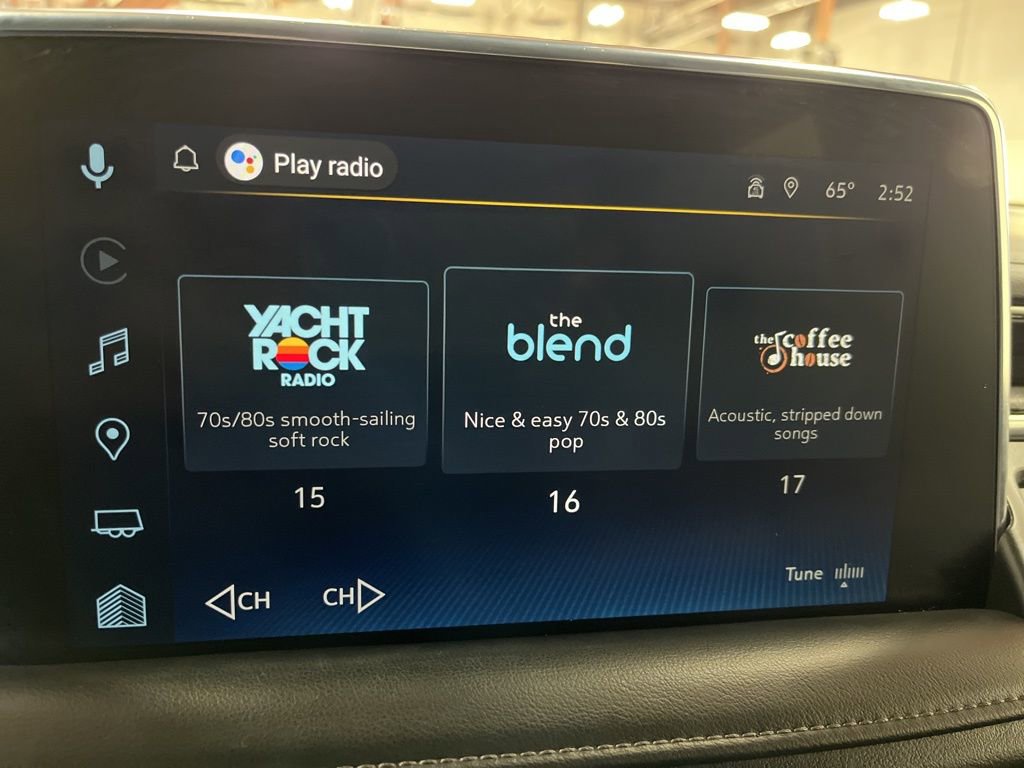 Play radio
65° 2:52
YACHT
ROCK
RADIO
70s/80s smooth-sailing
soft rock
15
the
blend
Nice & easy 70s & 80s
pop
16
the coffee
house
Acoustic, stripped down
songs
17
CH
CH
Tune